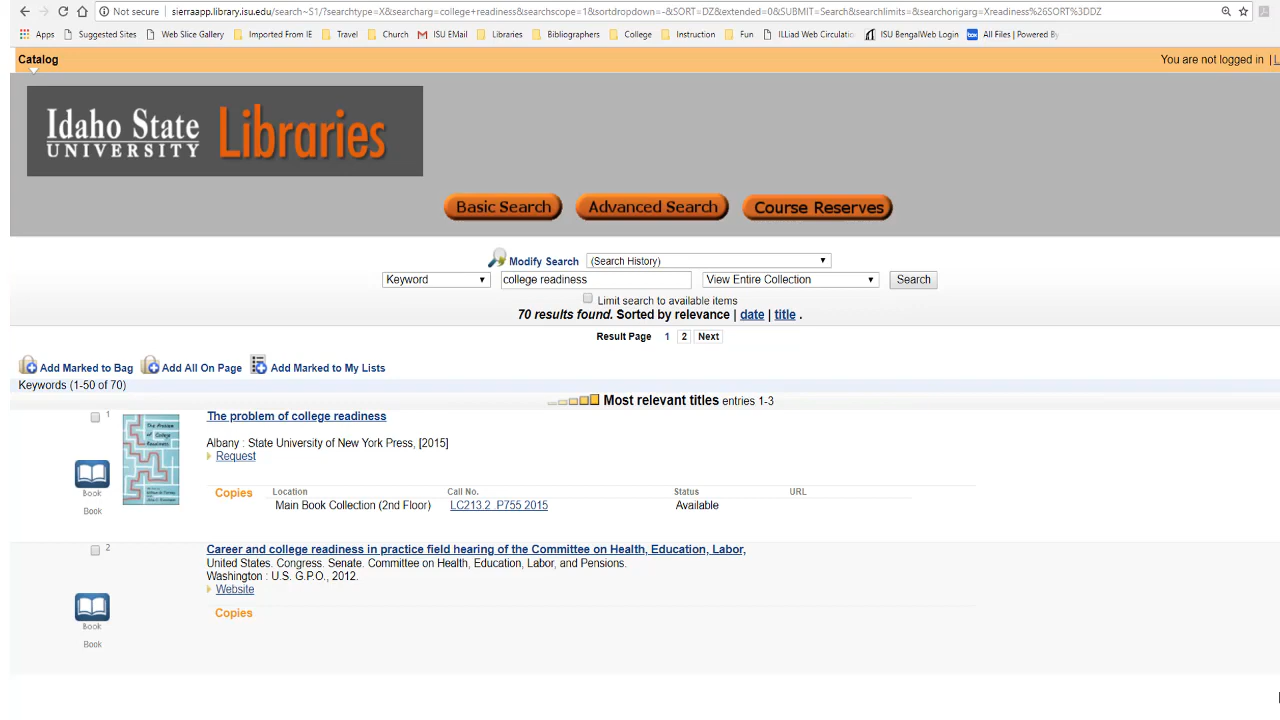 Not secure | sierraapp.library.isu.edu/search~S1/?searchtype=X&searcharg=college+readiness&searchscope=1&sortdropdown=-&SORT=DZ&extended=0&SUBMIT=Search&searchlimits=&searchorigarg=Xreadiness%26SORT%3DDZ
Apps Suggested Sites Web Slice Gallery Imported From IE Travel Church ISU EMail Libraries Bibliographers College Instruction Fun ILLiad Web Circulatio ISU BengalWeb Login box All Files | Powered By
Catalog You are not logged in |
Idaho State
UNIVERSITY Libraries
Basic Search Advanced Search Course Reserves
Modify Search (Search History)
Keyword college readiness View Entire Collection Search
Limit search to available items
70 results found. Sorted by relevance | date | title .
Result Page 1 2 Next
Add Marked to Bag Add All On Page Add Marked to My Lists
Keywords (1-50 of 70)
Most relevant titles entries 1-3
1 The problem of college readiness
The Problem
of College
Readiness
Albany : State University of New York Press, [2015]
Request
Book
Book
Copies Location Call No. Status URL
Main Book Collection (2nd Floor) LC213.2 .P755 2015 Available
2 Career and college readiness in practice field hearing of the Committee on Health, Education, Labor,
United States. Congress. Senate. Committee on Health, Education, Labor, and Pensions.
Washington : U.S. G.P.O., 2012.
Website
Copies
Book
Book